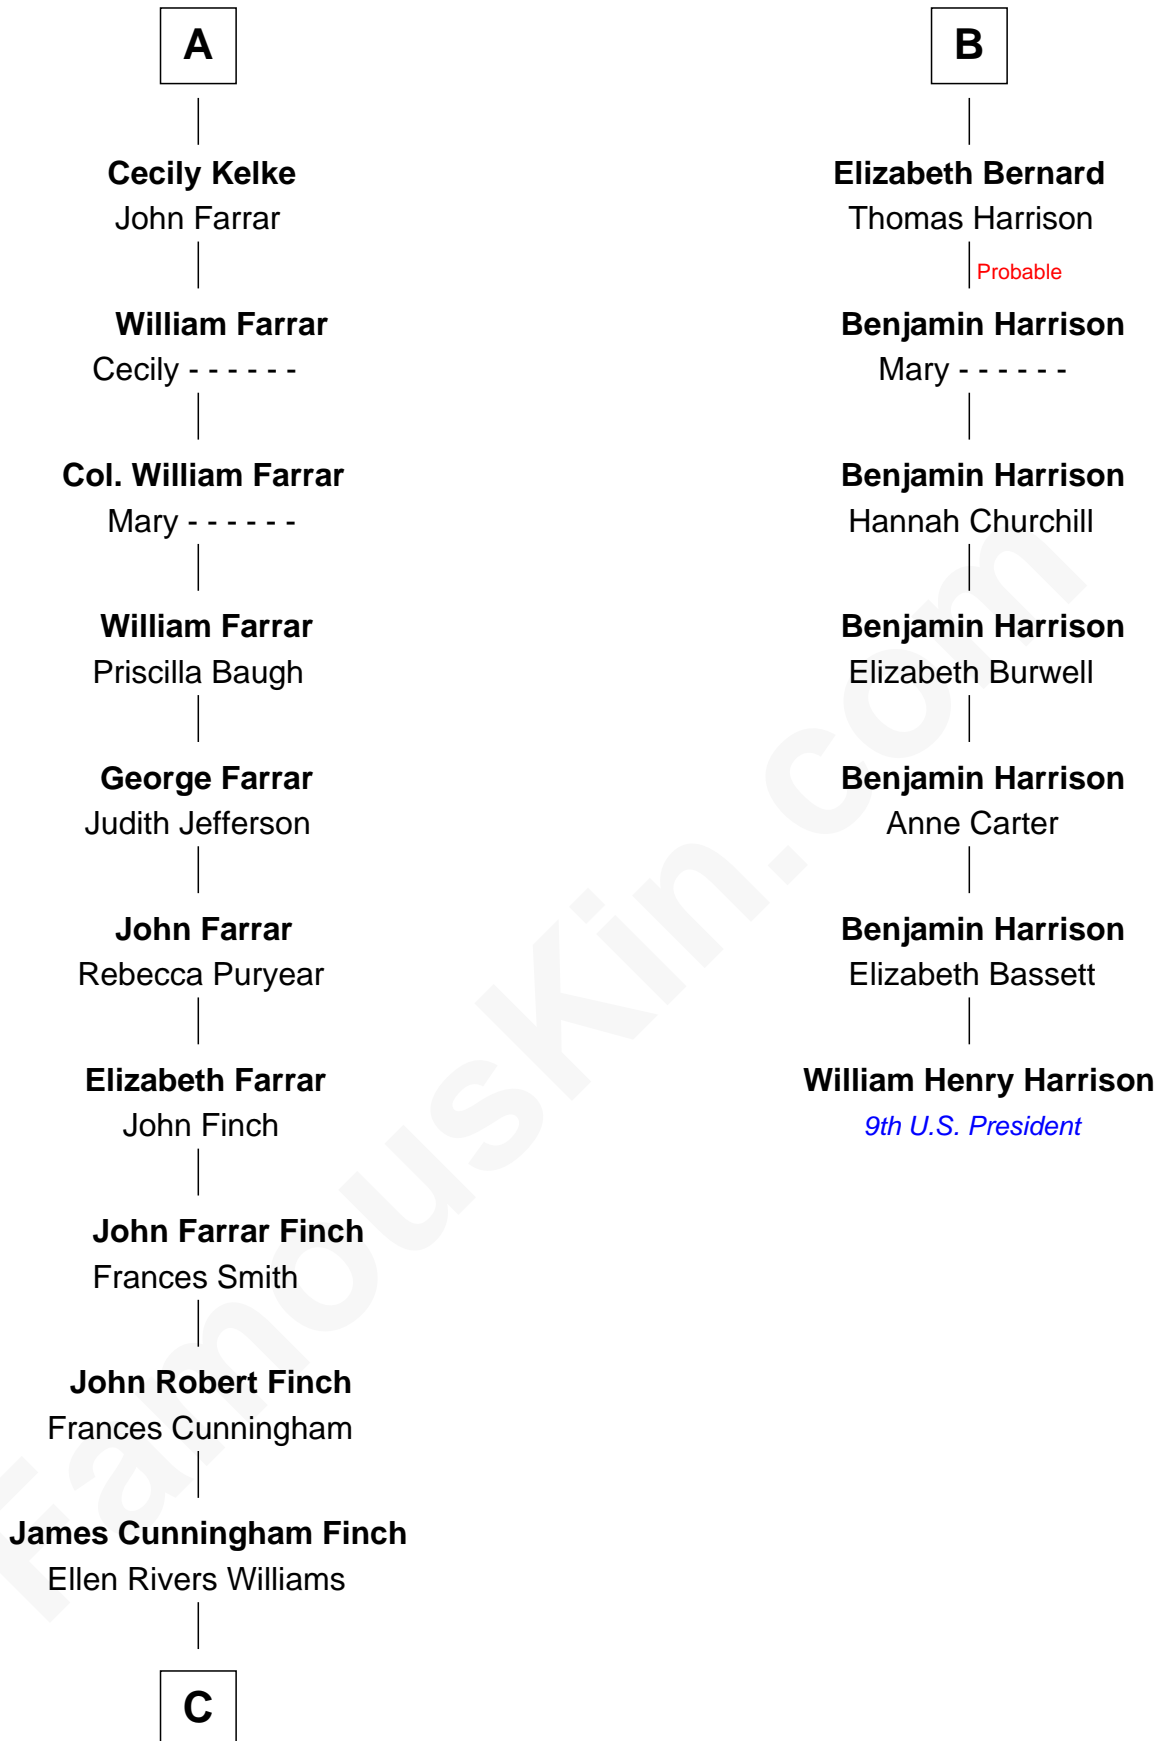 A
Cecily Kelke
John Farrar
William Farrar
Cecily - - - - - -
Col. William Farrar
Mary - - - - - -
William Farrar
Priscilla Baugh
George Farrar
Judith Jefferson
John Farrar
Rebecca Puryear
Elizabeth Farrar
John Finch
John Farrar Finch
Frances Smith
John Robert Finch
Frances Cunningham
James Cunningham Finch
Ellen Rivers Williams
C
B
Elizabeth Bernard
Thomas Harrison
Probable
Benjamin Harrison
Mary - - - - - -
Benjamin Harrison
Hannah Churchill
Benjamin Harrison
Elizabeth Burwell
Benjamin Harrison
Anne Carter
Benjamin Harrison
Elizabeth Bassett
William Henry Harrison
9th U.S. President
FamousKin.com